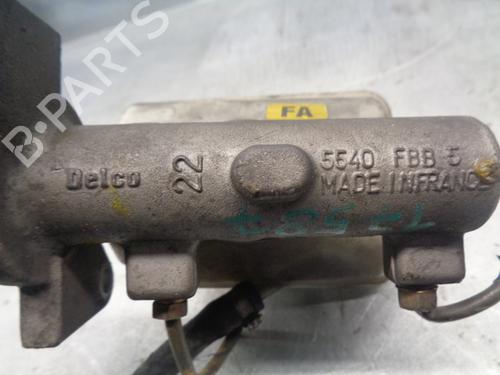 B-PARTS
FA
Delco
22
5540 FBB 5
MADE IN FRANCE